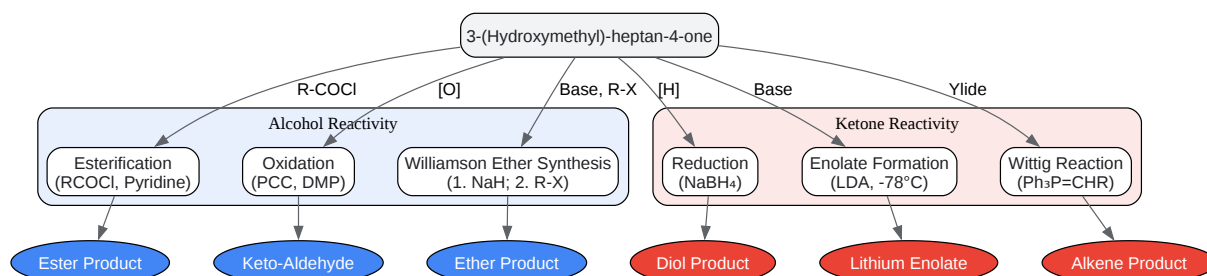 3-(Hydroxymethyl)-heptan-4-one
R-COCl
[O]
Base, R-X
[H]
Base
Ylide
Alcohol Reactivity
Ketone Reactivity
Esterification
(RCOCl, Pyridine)
Oxidation
(PCC, DMP)
Williamson Ether Synthesis
(1. NaH; 2. R-X)
Reduction
(NaBH₄)
Enolate Formation
(LDA, -78°C)
Wittig Reaction
(Ph₃P=CHR)
Ester Product
Keto-Aldehyde
Ether Product
Diol Product
Lithium Enolate
Alkene Product